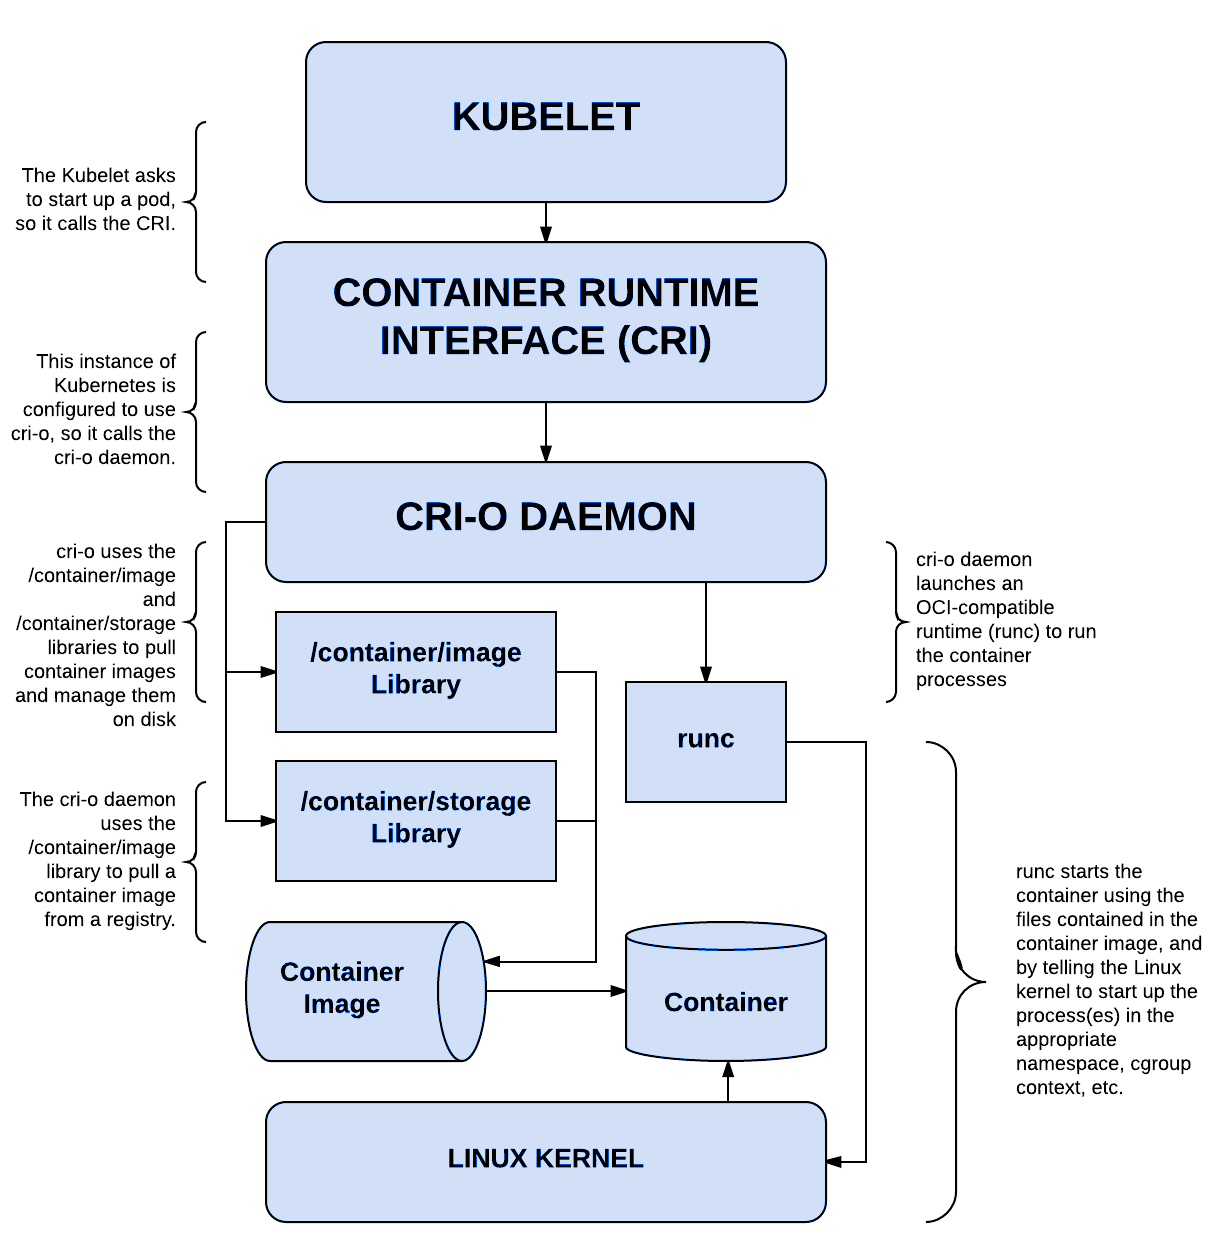 KUBELET
The Kubelet asks
to start up a pod,
so it calls the CRI.
CONTAINER RUNTIME
INTERFACE (CRI)
This instance of
Kubernetes is
configured to use
cri-o, so it calls the
cri-o daemon.
CRI-O DAEMON
cri-o uses the
/container/image
and
/container/storage
libraries to pull
container images
and manage them
on disk
cri-o daemon
launches an
OCI-compatible
runtime (runc) to run
the container
processes
/container/image
Library
runc
/container/storage
Library
The cri-o daemon
uses the
/container/image
library to pull a
container image
from a registry.
runc starts the
container using the
files contained in the
container image, and
by telling the Linux
kernel to start up the
process(es) in the
appropriate
namespace, cgroup
context, etc.
Container
Image
Container
LINUX KERNEL